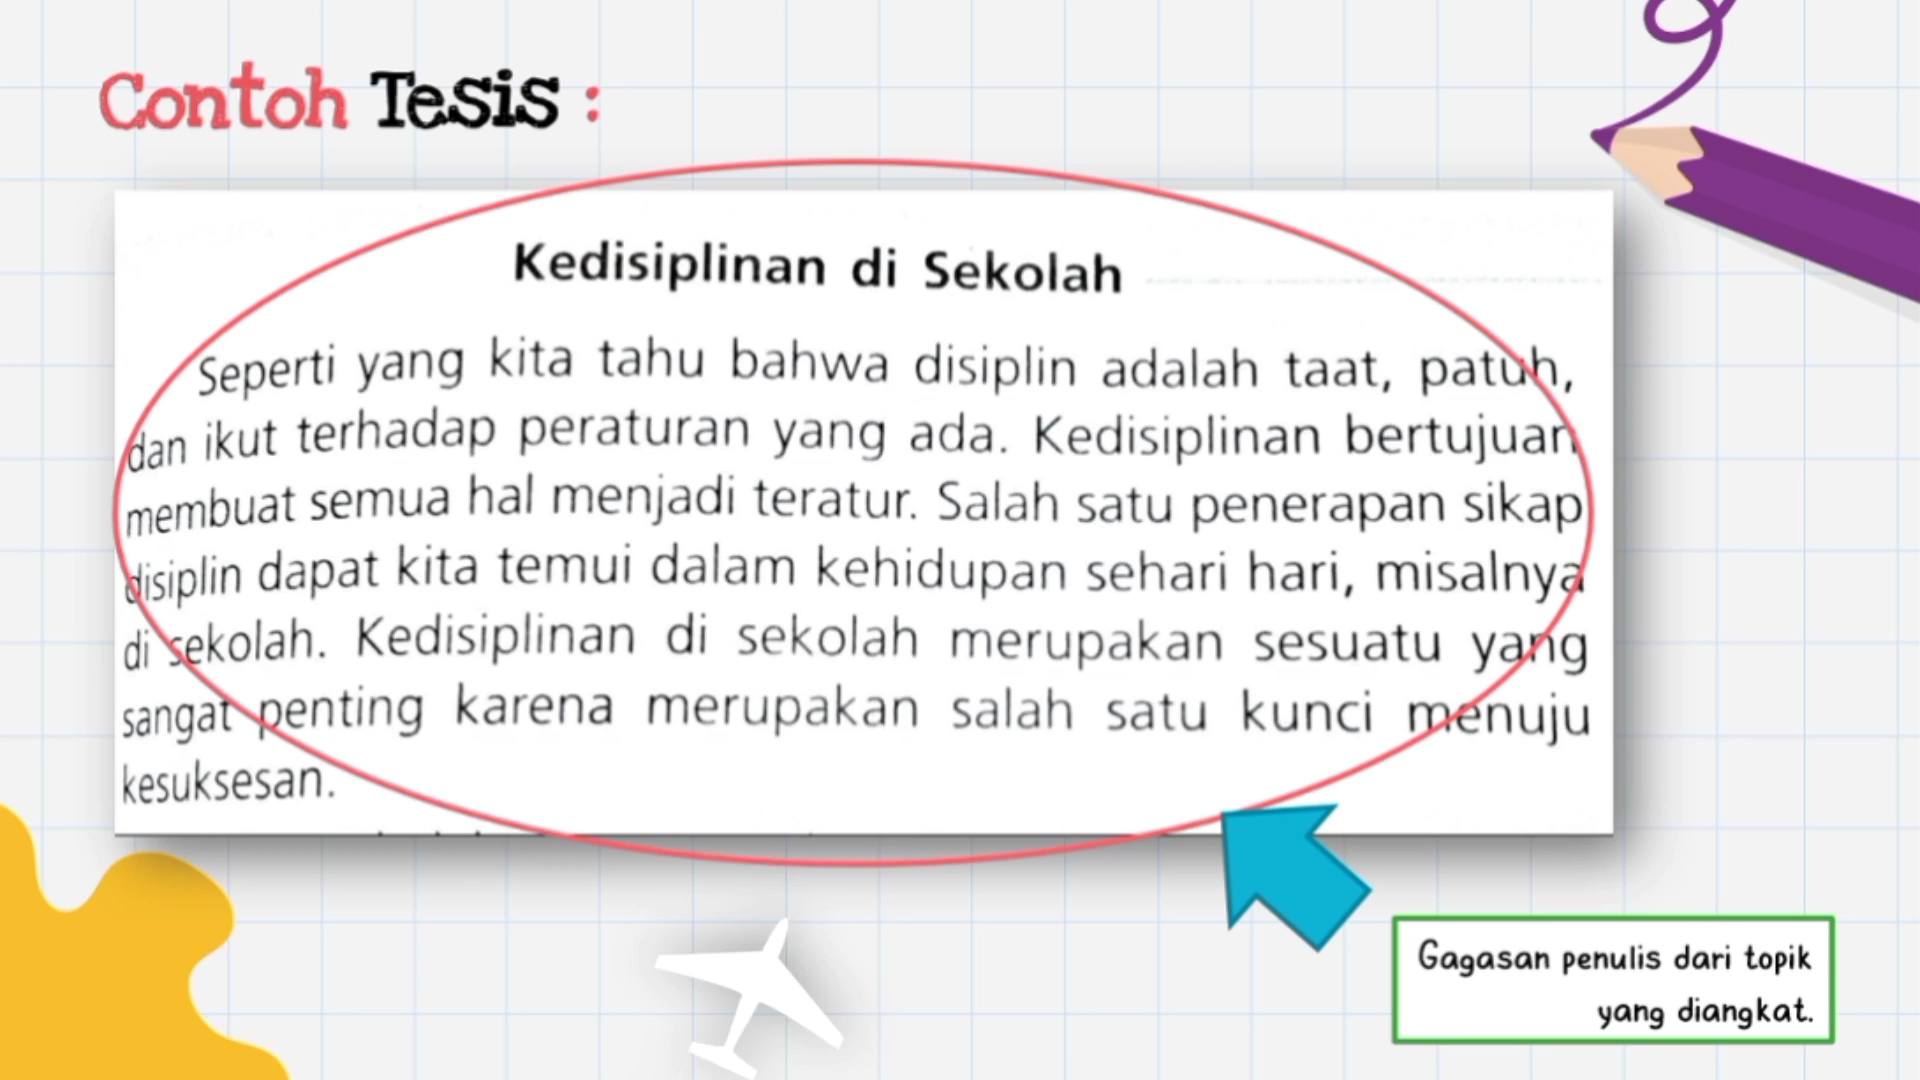 Contoh Tesis :
Kedisiplinan di Sekolah
Seperti yang kita tahu bahwa disiplin adalah taat, patuh,
dan ikut terhadap peraturan yang ada. Kedisiplinan bertujuan
membuat semua hal menjadi teratur. Salah satu penerapan sikap
disiplin dapat kita temui dalam kehidupan sehari hari, misalnya
di sekolah. Kedisiplinan di sekolah merupakan sesuatu yang
sangat penting karena merupakan salah satu kunci menuju
kesuksesan.
Gagasan penulis dari topik
yang diangkat.